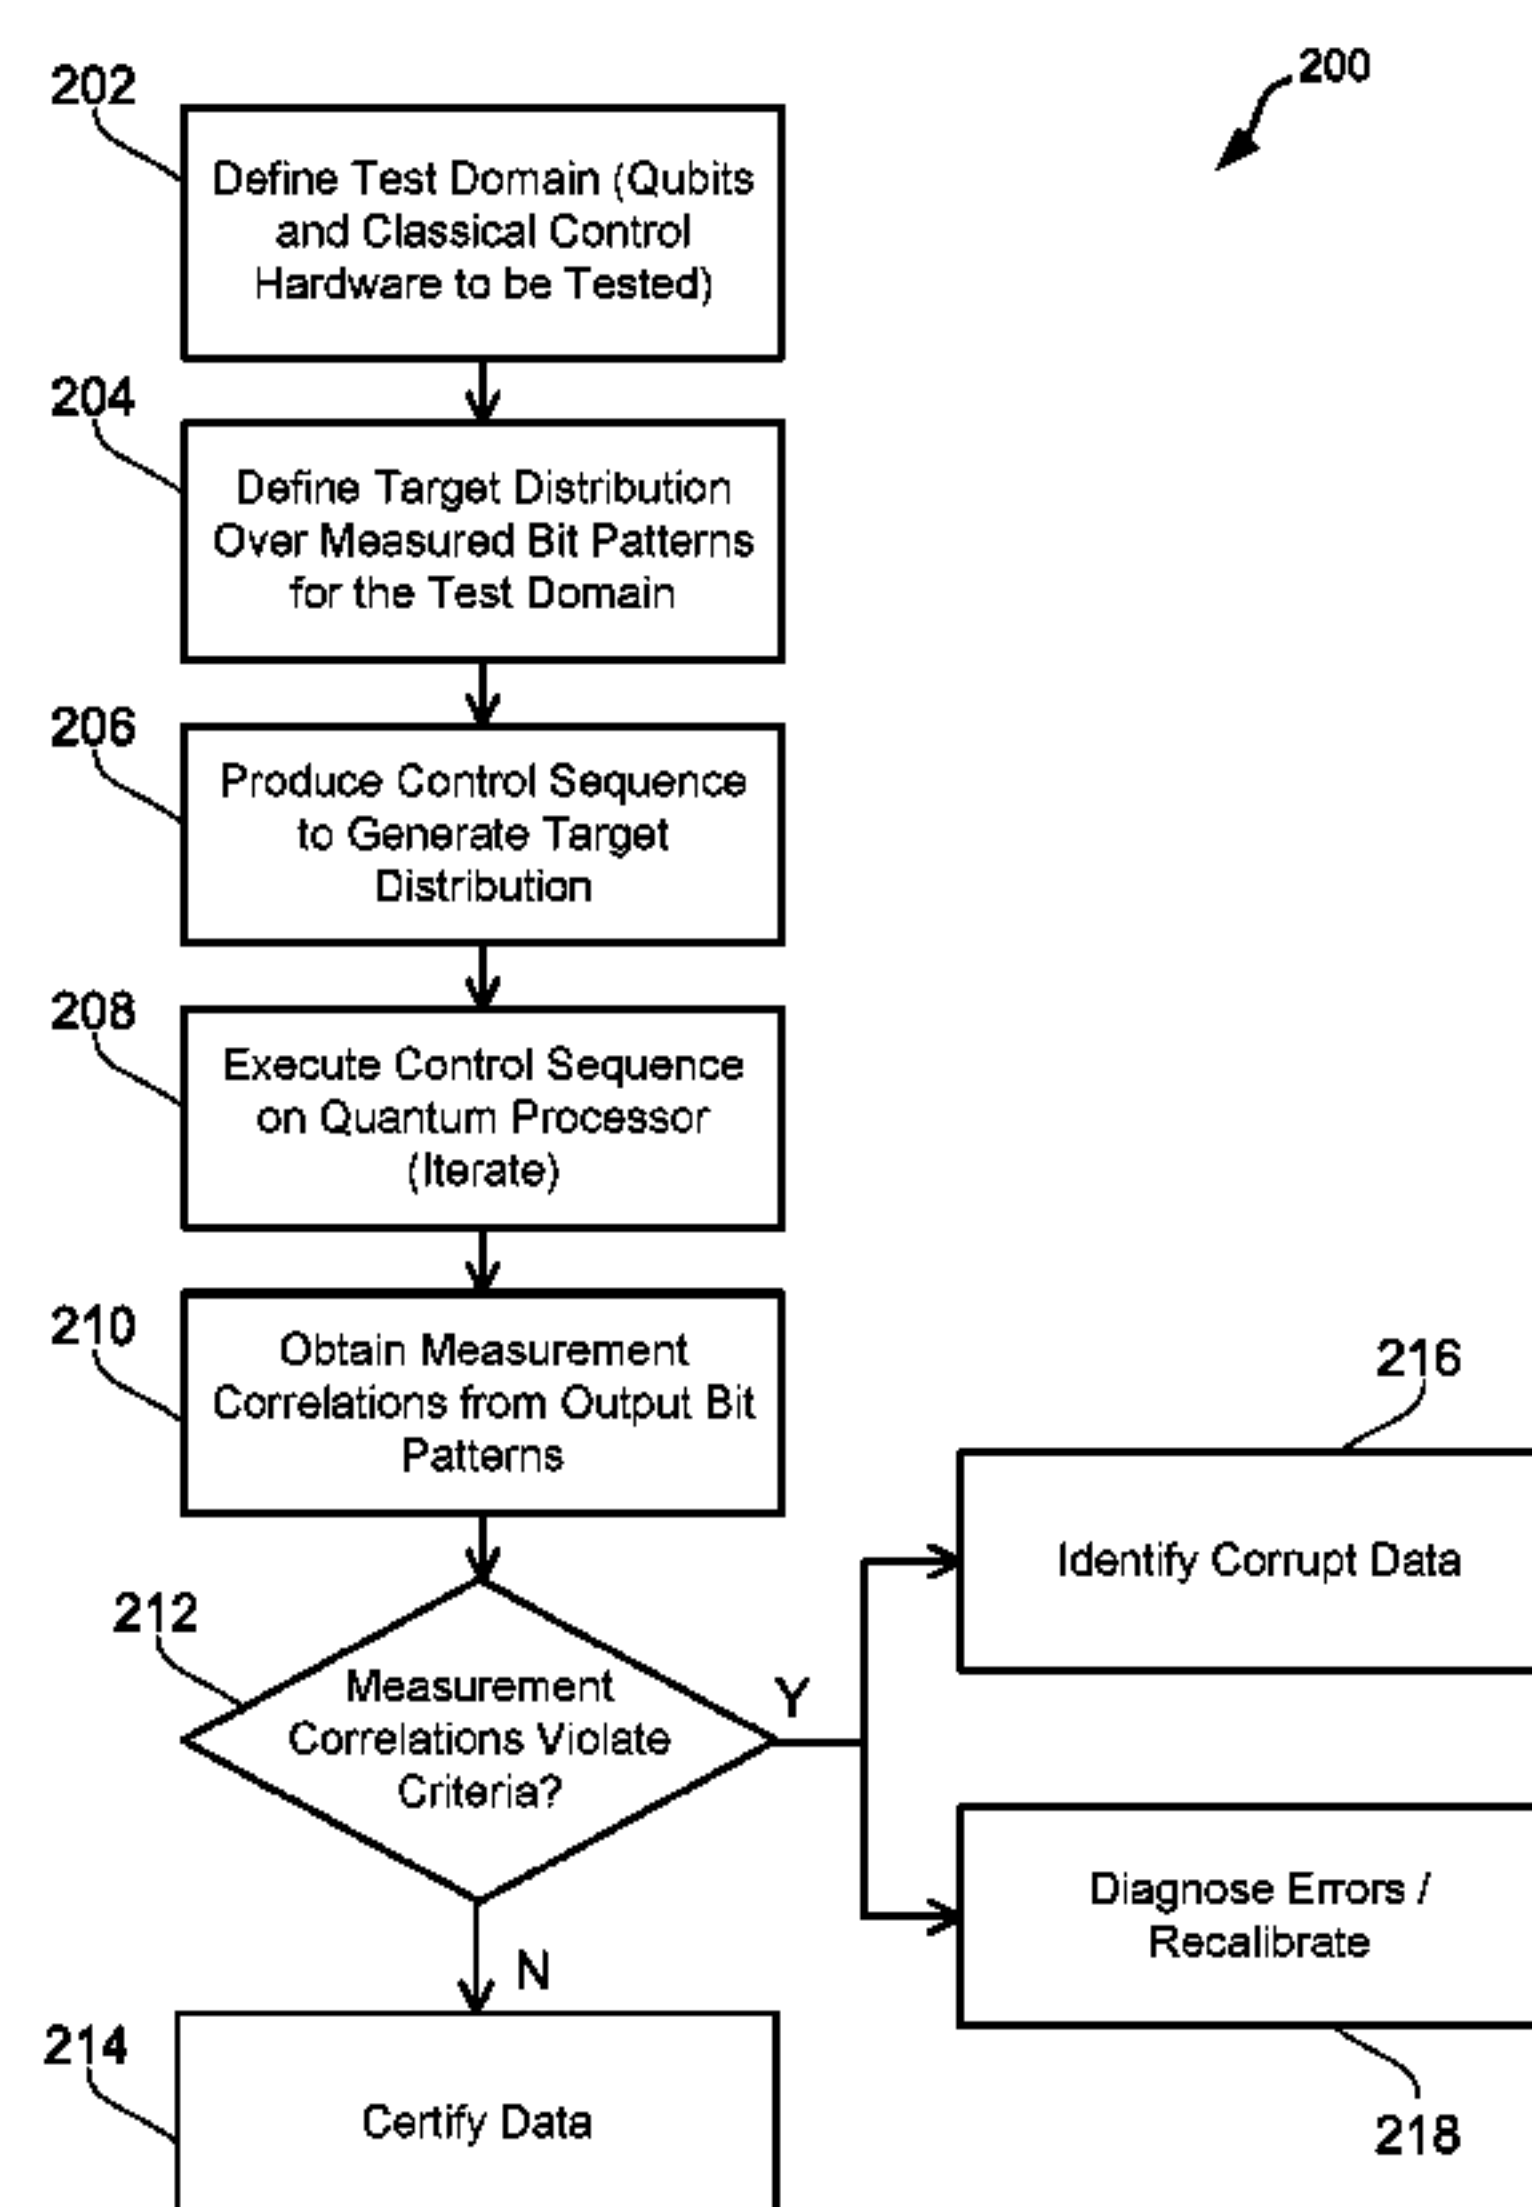 200
202
Define Test Domain (Qubits
and Classical Control
Hardware to be Tested)
204
Define Target Distribution
Over Measured Bit Patterns
for the Test Domain
206
Produce Control Sequence
to Generate Target
Distribution
208
Execute Control Sequence
on Quantum Processor
(Iterate)
210
Obtain Measurement
Correlations from Output Bit
Patterns
212
Measurement
Correlations Violate
Criteria?
Y
N
216
Identify Corrupt Data
Diagnose Errors /
Recalibrate
218
214
Certify Data